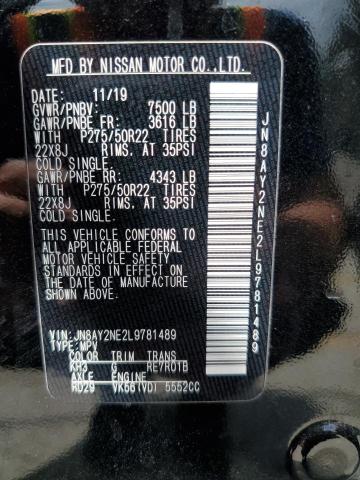 MFD BY NISSAN MOTOR CO.,LTD.
DATE: 11/19
GVWR/PNBV: 7500 LB
GAWR/PNBE FR: 3616 LB
WITH P275/50R22 TIRES
22X8J RIMS, AT 35PSI
COLD SINGLE.
GAWR/PNBE RR: 4343 LB
WITH P275/50R22 TIRES
22X8J RIMS, AT 35PSI
COLD SINGLE.
THIS VEHICLE CONFORMS TO
ALL APPLICABLE FEDERAL
MOTOR VEHICLE SAFETY
STANDARDS IN EFFECT ON
THE DATE OF MANUFACTURE
SHOWN ABOVE.
VIN:JN8AY2NE2L9781489
TYPE:MPV
COLOR TRIM TRANS
KH3 G RE7R01B
AXLE ENGINE
RD29 VK56(VD) 5552CC
JN8AY2NE2L9781489